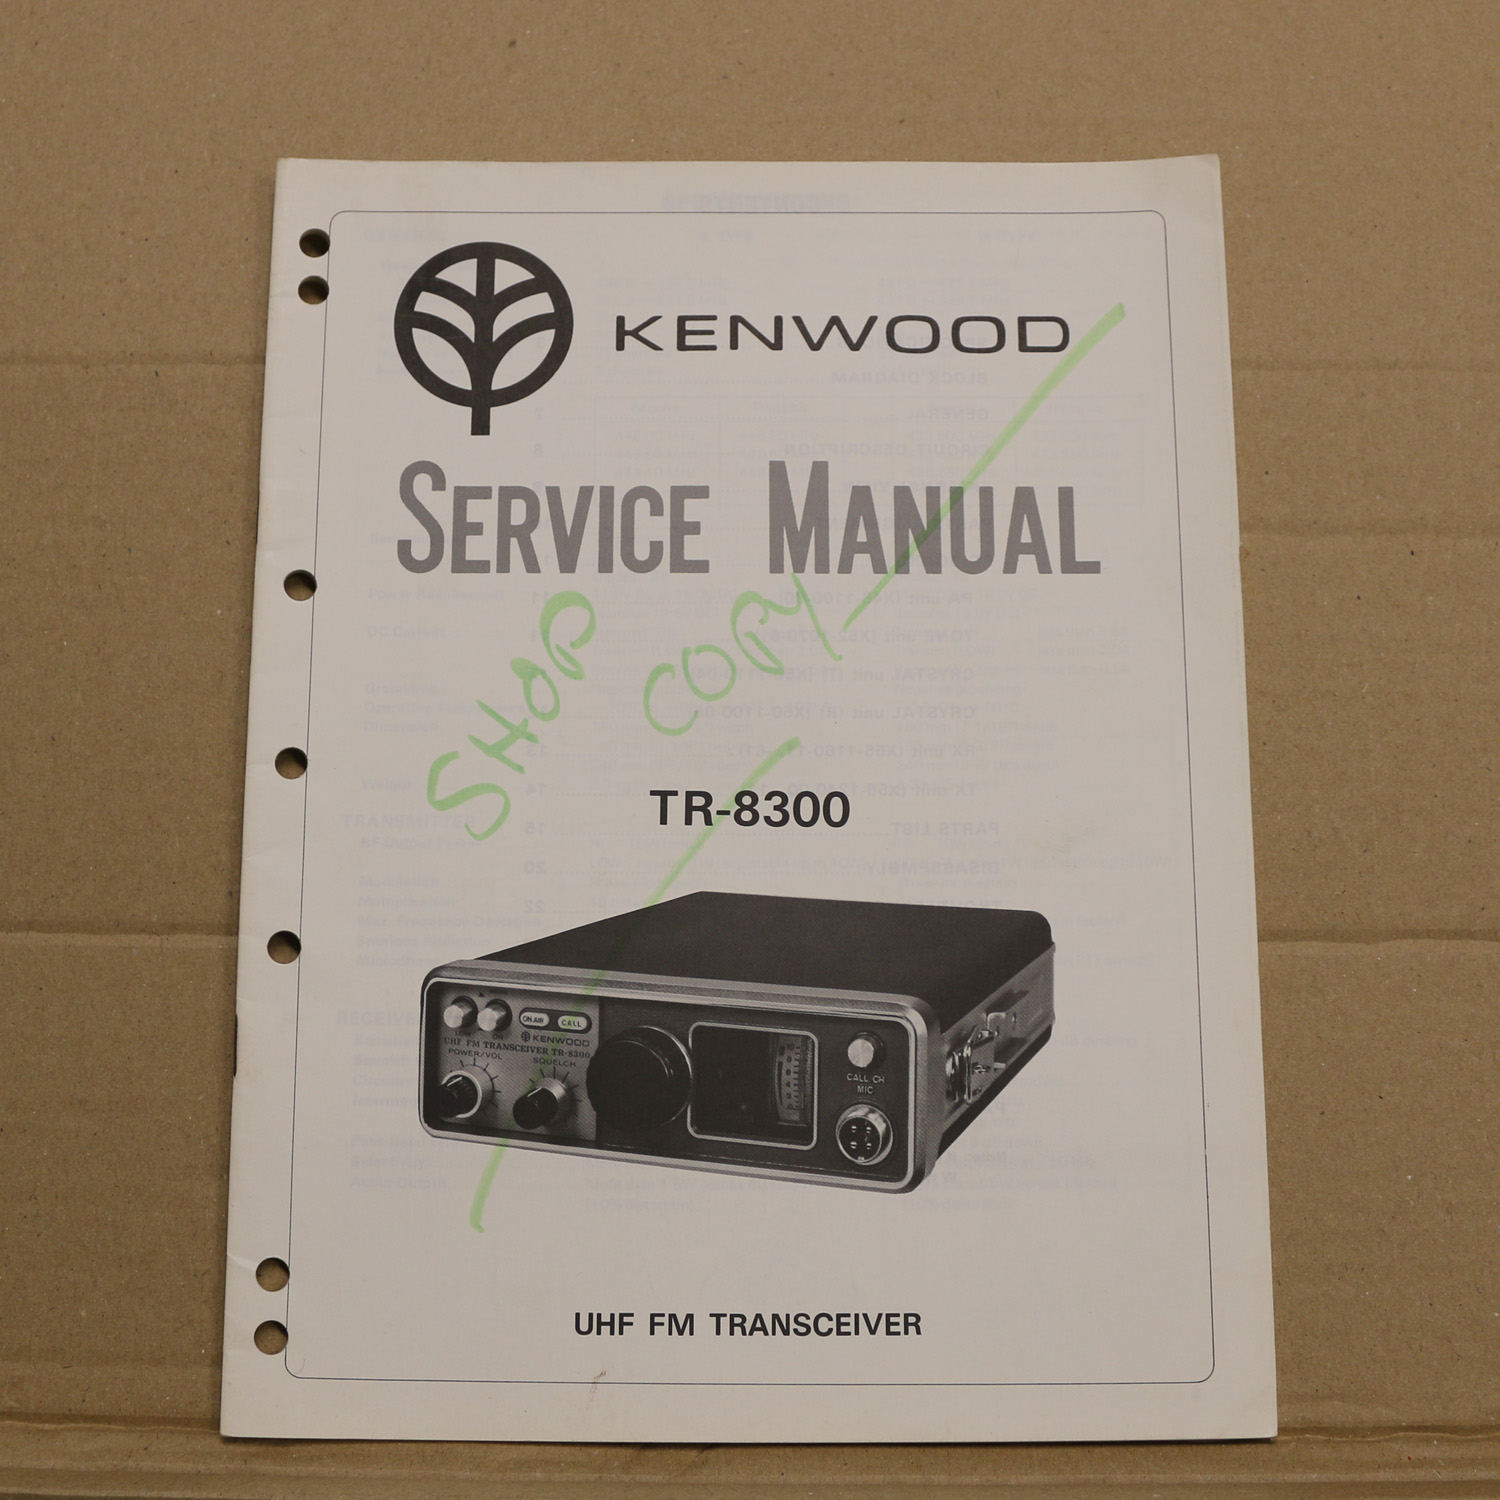 KENWOOD
SERVICE MANUAL
SHOP
COPY
TR-8300
ON AIR
CALL
KENWOOD
UHF FM TRANSCEIVER TR-8300
POWER/VOL
SQUELCH
CALL CH
MIC
UHF FM TRANSCEIVER